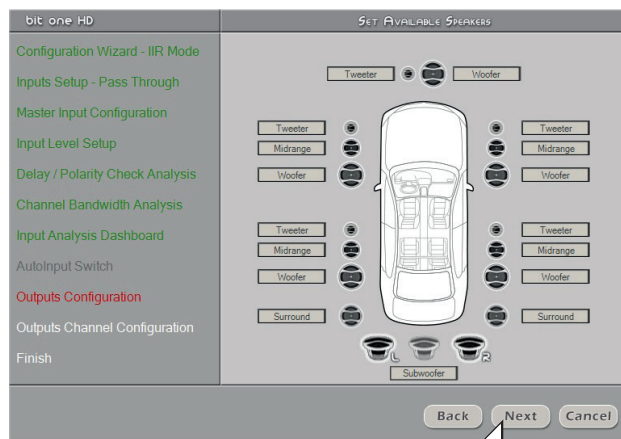 bit one HD
Set Available Speakers
Configuration Wizard - IIR Mode
Inputs Setup - Pass Through
Master Input Configuration
Input Level Setup
Delay / Polarity Check Analysis
Channel Bandwidth Analysis
Input Analysis Dashboard
AutoInput Switch
Outputs Configuration
Outputs Channel Configuration
Finish
Tweeter Woofer
Tweeter Tweeter
Midrange Midrange
Woofer Woofer
Tweeter Tweeter
Midrange Midrange
Woofer Woofer
Surround Surround
L R
Subwoofer
Back Next Cancel